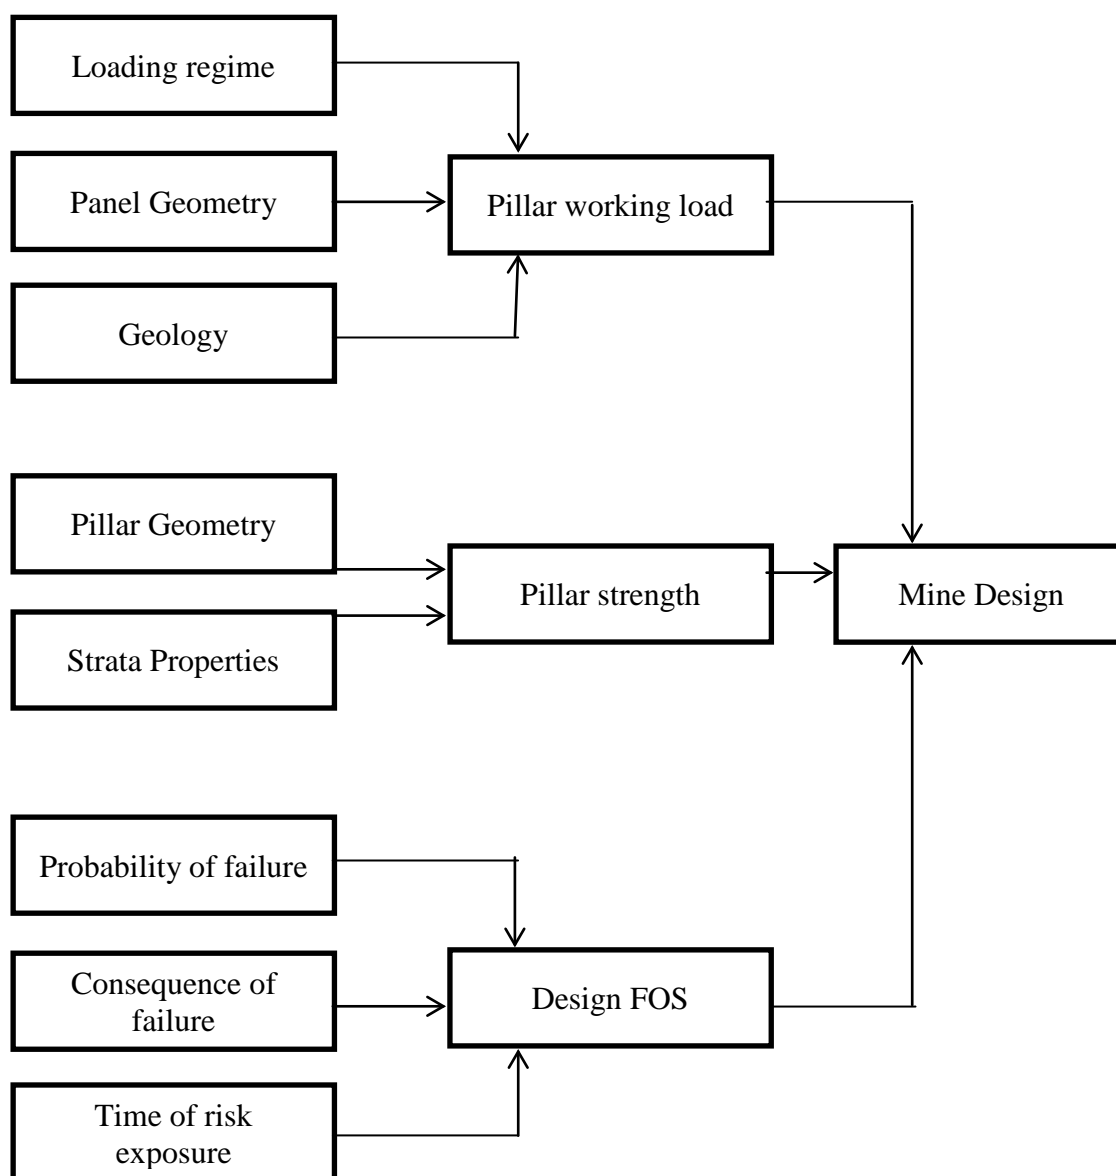 Loading regime
Panel Geometry
Pillar working load
Geology
Pillar Geometry
Pillar strength
Mine Design
Strata Properties
Probability of failure
Consequence of
failure
Design FOS
Time of risk
exposure